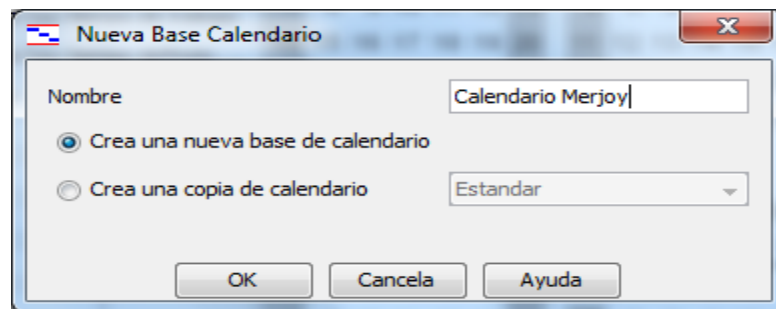 Nueva Base Calendario
Nombre Calendario Merjoy
Crea una nueva base de calendario
Crea una copia de calendario Estandar
OK Cancela Ayuda